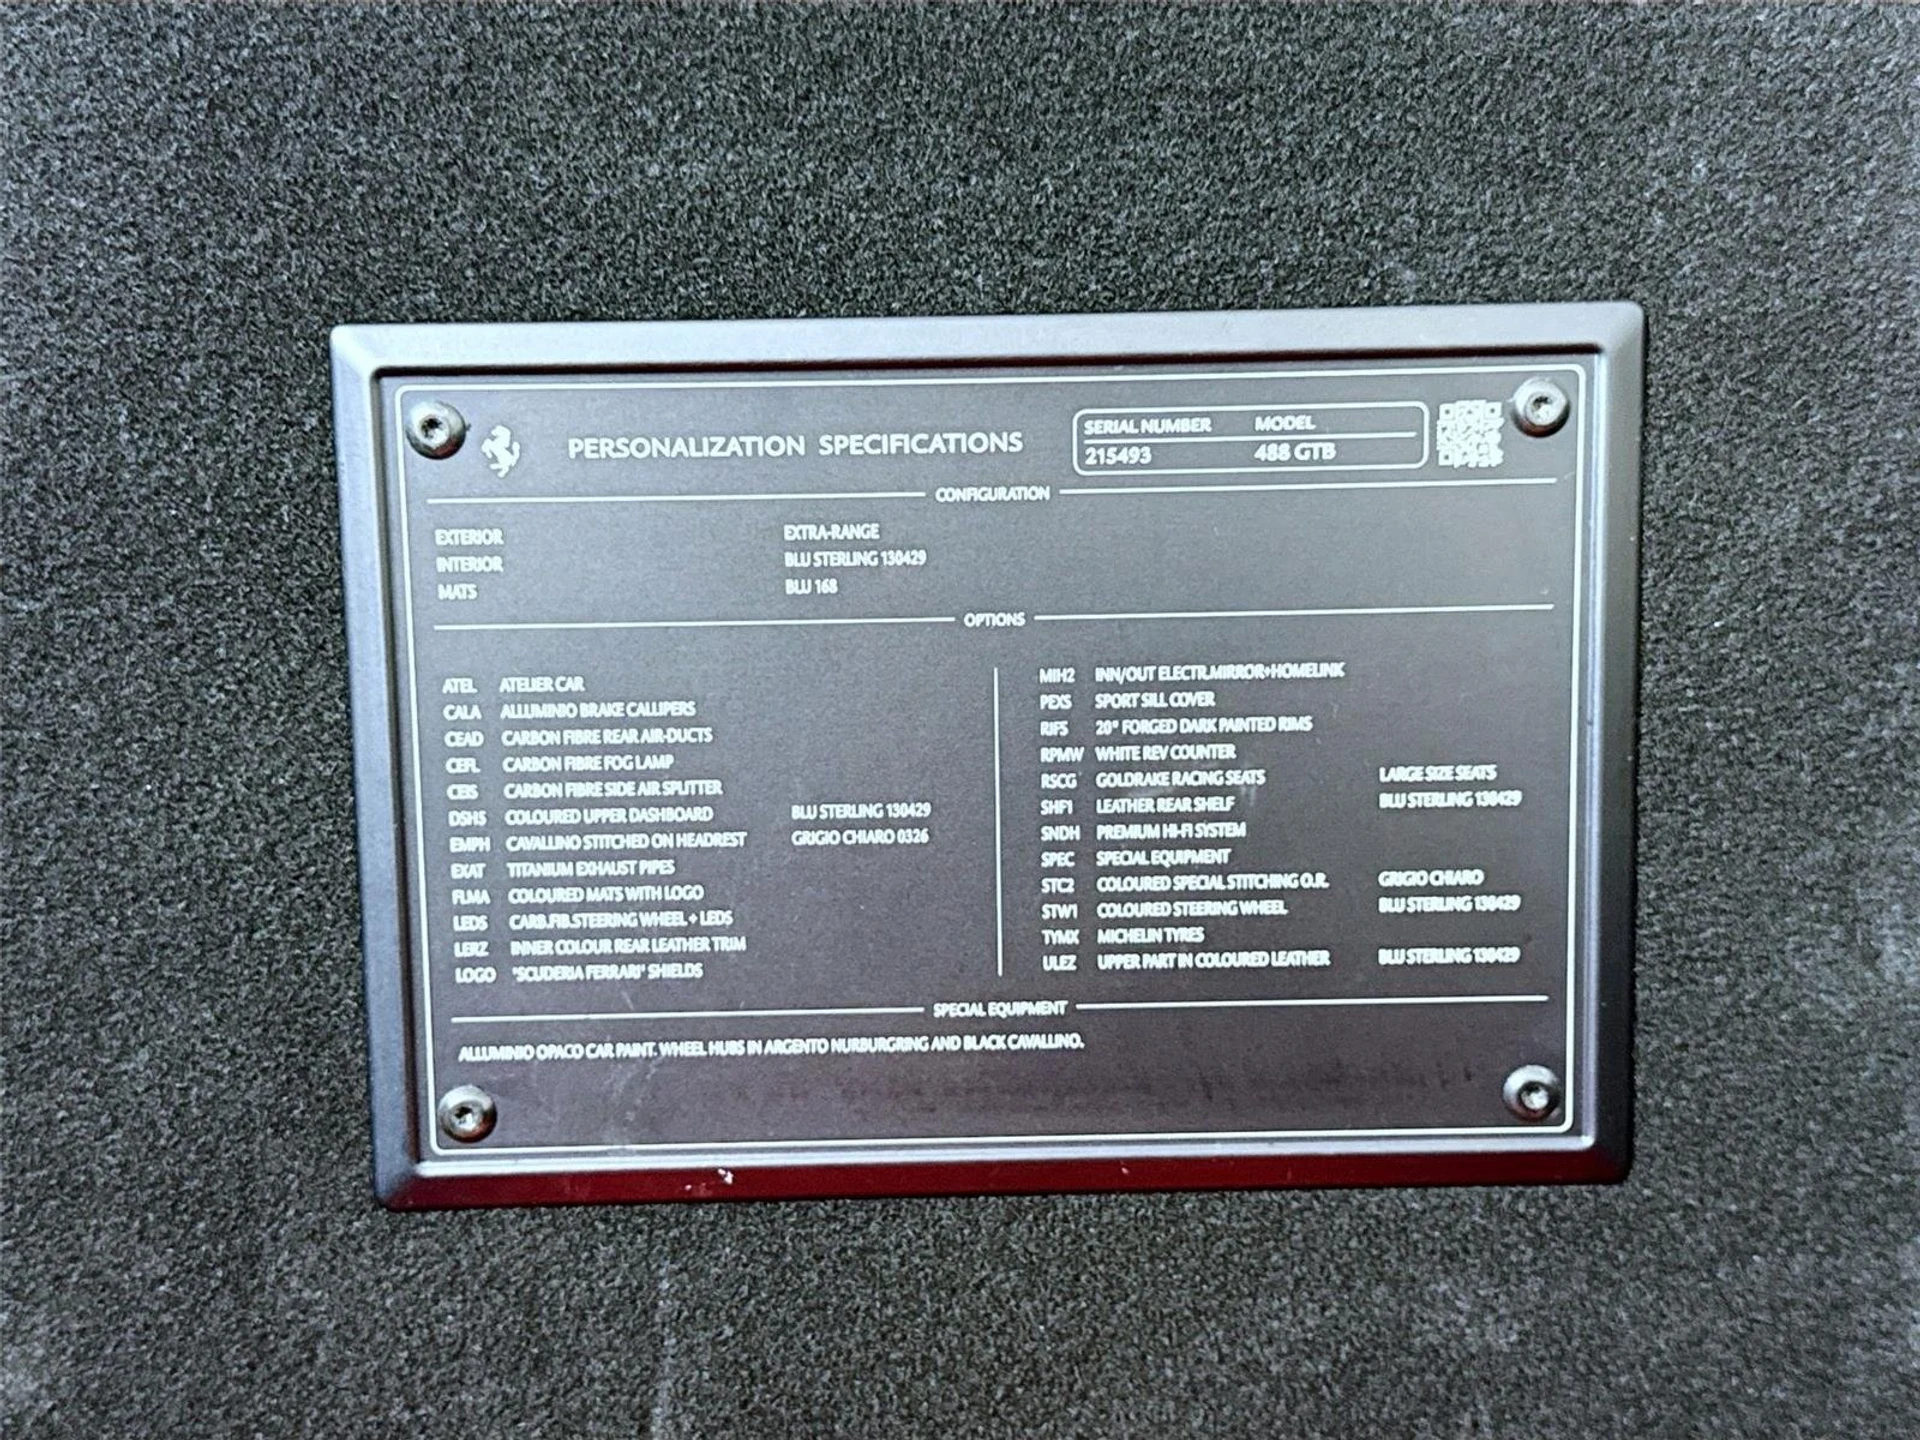 PERSONALIZATION SPECIFICATIONS
SERIAL NUMBER MODEL
215493 488 GTB
CONFIGURATION
EXTERIOR EXTRA-RANGE
INTERIOR BLU STERLING 130429
MATS BLU 168
OPTIONS
ATEL ATELIER CAR
CALA ALLUMINIO BRAKE CALLIPERS
CEAD CARBON FIBRE REAR AIR-DUCTS
CEFL CARBON FIBRE FOG LAMP
CEIS CARBON FIBRE SIDE AIR SPLITTER
DSH5 COLOURED UPPER DASHBOARD BLU STERLING 130429
EMPH CAVALLINO STITCHED ON HEADREST GRIGIO CHIARO 0326
EXAT TITANIUM EXHAUST PIPES
FLMA COLOURED MATS WITH LOGO
LEDS CARB.FIB.STEERING WHEEL + LEDS
LERZ INNER COLOUR REAR LEATHER TRIM
LOGO "SCUDERIA FERRARI" SHIELDS
MIH2 INN/OUT ELECTR.MIRROR+HOMELINK
PEXS SPORT SILL COVER
RIF5 20" FORGED DARK PAINTED RIMS
RPMW WHITE REV COUNTER
RSCG GOLDRAKE RACING SEATS LARGE SIZE SEATS
SHF1 LEATHER REAR SHELF BLU STERLING 130429
SNDH PREMIUM HI-FI SYSTEM
SPEC SPECIAL EQUIPMENT
STC2 COLOURED SPECIAL STITCHING O.R. GRIGIO CHIARO
STW1 COLOURED STEERING WHEEL BLU STERLING 130429
TYMX MICHELIN TYRES
ULEZ UPPER PART IN COLOURED LEATHER BLU STERLING 130429
SPECIAL EQUIPMENT
ALLUMINIO OPACO CAR PAINT. WHEEL HUBS IN ARGENTO NURBURGRING AND BLACK CAVALLINO.